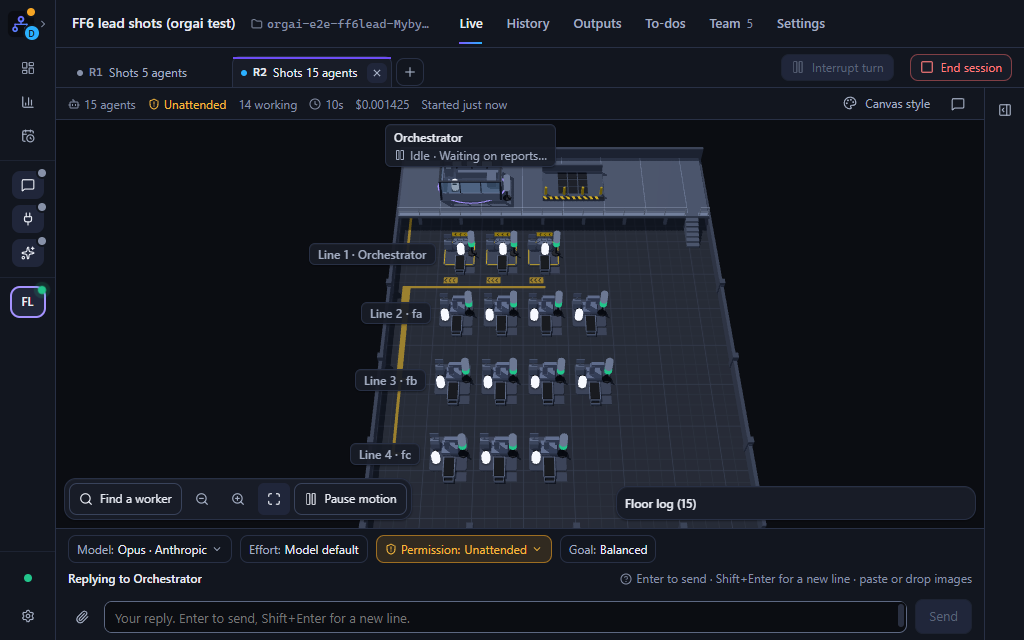 FF6 lead shots (orgai test)
orgai-e2e-ff6lead-Myby…
Live
History
Outputs
To-dos
Team 5
Settings
D
R1 Shots 5 agents
R2 Shots 15 agents
Interrupt turn
End session
15 agents
Unattended
14 working
10s
$0.001425
Started just now
Canvas style
Orchestrator
Idle · Waiting on reports...
Line 1 · Orchestrator
Line 2 · fa
Line 3 · fb
Line 4 · fc
FL
Find a worker
Pause motion
Floor log (15)
Model: Opus · Anthropic
Effort: Model default
Permission: Unattended
Goal: Balanced
Replying to Orchestrator
Enter to send · Shift+Enter for a new line · paste or drop images
Your reply. Enter to send, Shift+Enter for a new line.
Send